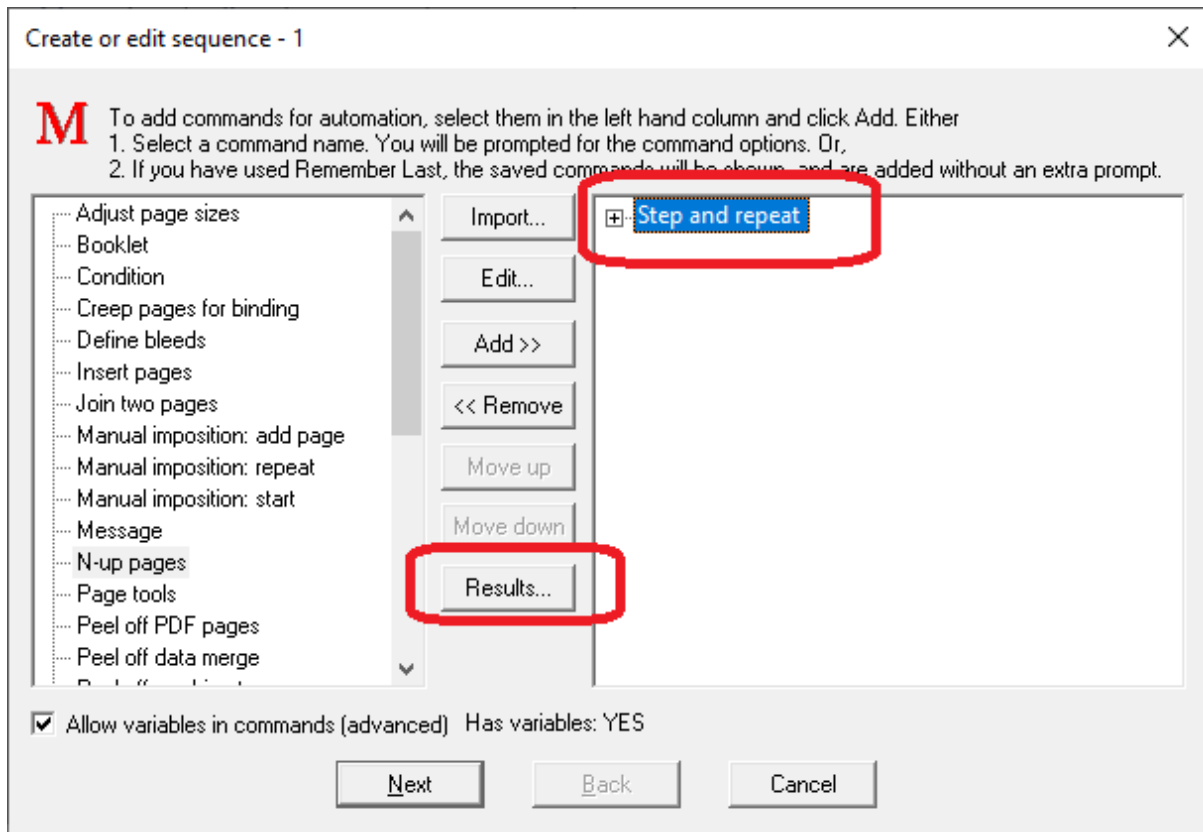 Create or edit sequence - 1
M
To add commands for automation, select them in the left hand column and click Add. Either
1. Select a command name. You will be prompted for the command options. Or,
2. If you have used Remember Last, the saved commands will be shown, and are added without an extra prompt.
Adjust page sizes
Booklet
Condition
Creep pages for binding
Define bleeds
Insert pages
Join two pages
Manual imposition: add page
Manual imposition: repeat
Manual imposition: start
Message
N-up pages
Page tools
Peel off PDF pages
Peel off data merge
Import...
Edit...
Add >>
<< Remove
Move up
Move down
Results...
Step and repeat
Allow variables in commands (advanced) Has variables: YES
Next
Back
Cancel